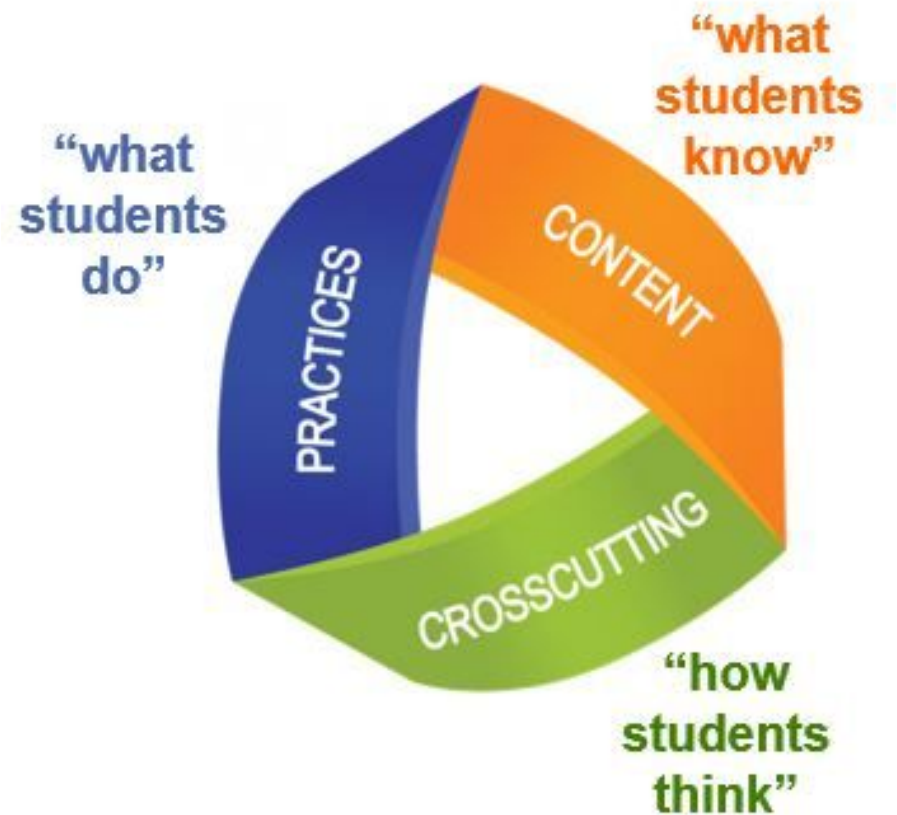 “what
students
do”
PRACTICES
“what
students
know”
CONTENT
CROSSCUTTING
“how
students
think”